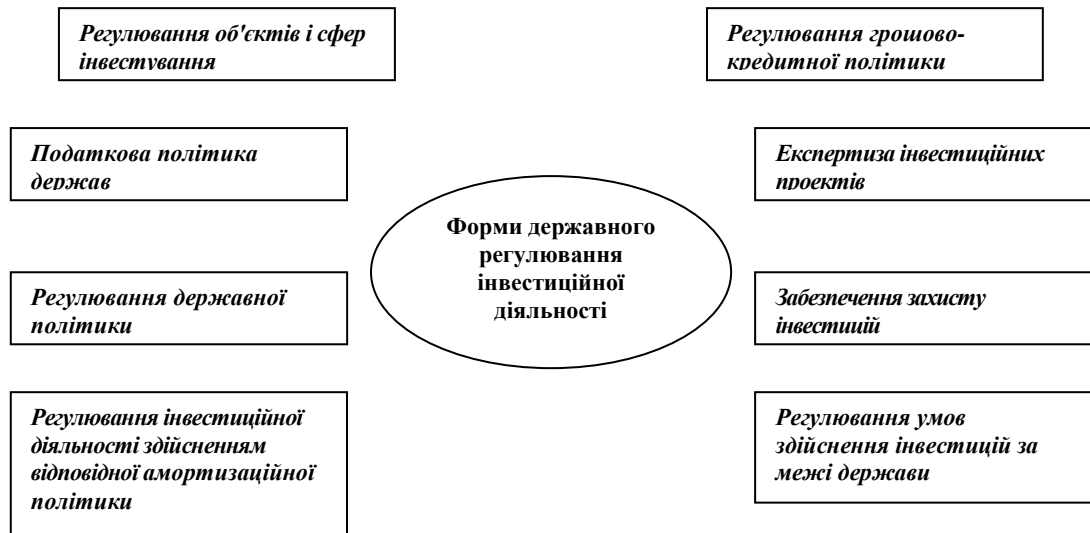 Регулювання об'єктів і сфер
інвестування
Регулювання грошово-
кредитної політики
Податкова політика
держав
Експертиза інвестиційних
проектів
Форми державного
регулювання
інвестиційної
діяльності
Регулювання державної
політики
Забезпечення захисту
інвестицій
Регулювання інвестиційної
діяльності здійсненням
відповідної амортизаційної
політики
Регулювання умов
здійснення інвестицій за
межі держави